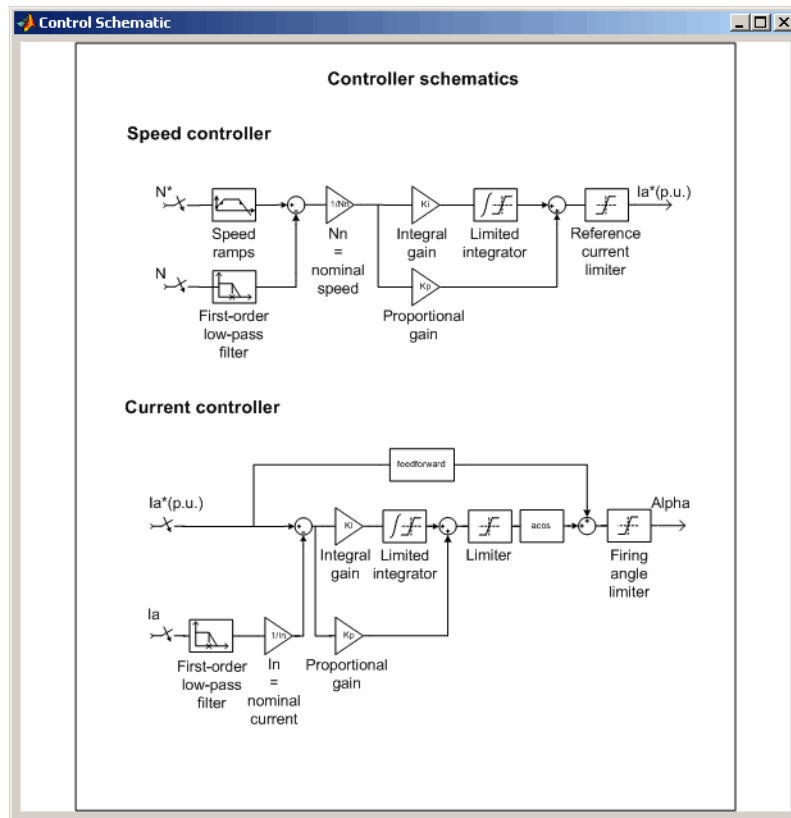 Control Schematic
Controller schematics
Speed controller
N*
Speed
ramps
1/Nn
Nn
=
nominal
speed
Ki
Integral
gain
Limited
integrator
Reference
current
limiter
Ia*(p.u.)
N
First-order
low-pass
filter
Kp
Proportional
gain
Current controller
feedforward
Ia*(p.u.)
Ki
Integral
gain
Limited
integrator
Limiter
acos
Firing
angle
limiter
Alpha
Ia
First-order
low-pass
filter
1/In
In
=
nominal
current
Kp
Proportional
gain